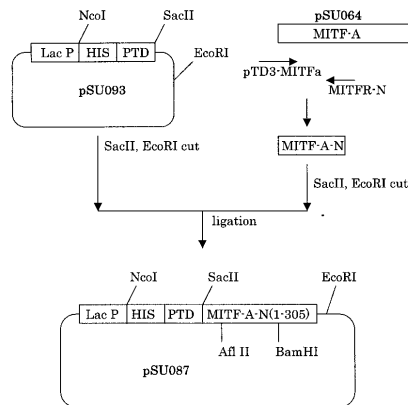 NcoI
SacII
Lac P HIS PTD
EcoRI
pSU093
pSU064
MITF-A
pTD3-MITFa
MITFR-N
MITF-A-N
SacII, EcoRI cut
SacII, EcoRI cut
ligation
NcoI
SacII
EcoRI
Lac P HIS PTD MITF-A-N(1-305)
Afl II
BamHI
pSU087